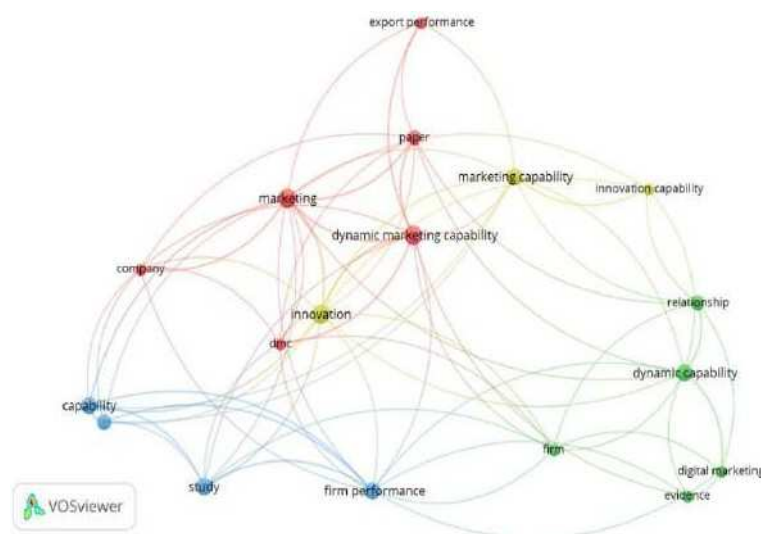 export performance
paper
marketing capability
innovation capability
marketing
dynamic marketing capability
company
relationship
innovation
dmc
dynamic capability
capability
firm
digital marketing
study
firm performance
evidence
VOSviewer